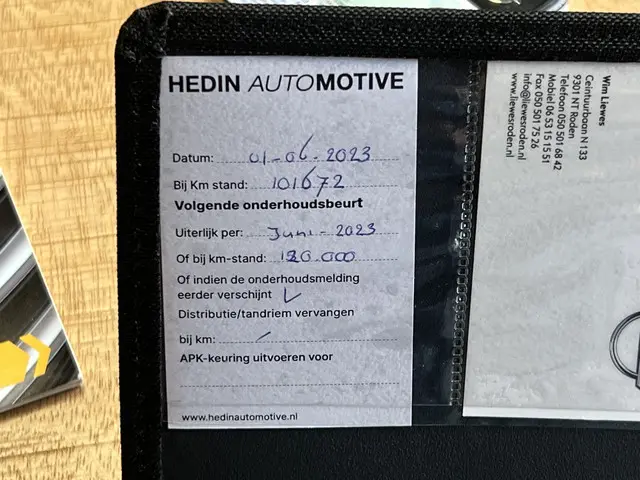 HEDIN AUTOMOTIVE
Datum: 01-06-2023
Bij Km stand: 101672
Volgende onderhoudsbeurt
Uiterlijk per: Juni - 2023
Of bij km-stand: 120.000
Of indien de onderhoudsmelding
eerder verschijnt
Distributie/tandriem vervangen
bij km:
APK-keuring uitvoeren voor
www.hedinautomotive.nl
Wim Liewes
Ceintuurbaan N 133
9301 NT Roden
Telefoon 050 501 68 42
Mobiel 06 53 15 15 51
Fax 050 501 75 26
info@liewesroden.nl
www.liewesroden.nl